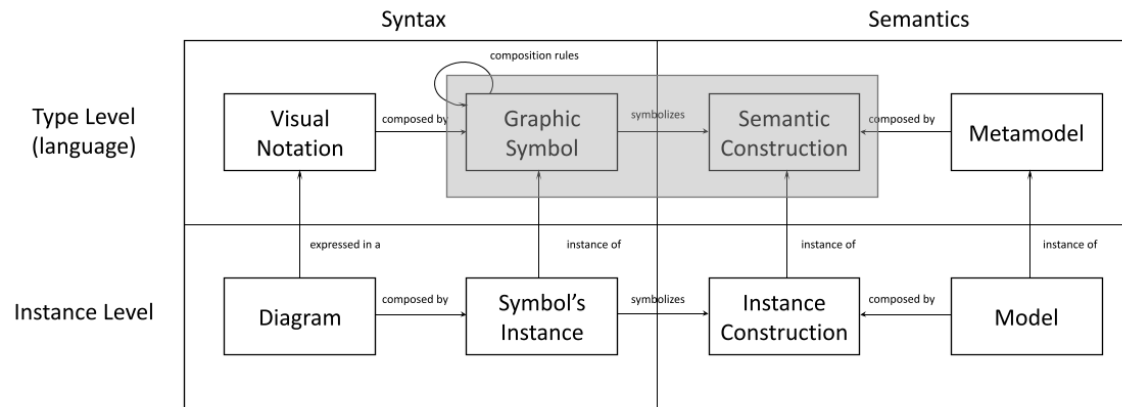 Syntax
Semantics
composition rules
Type Level
(language)
Visual
Notation
composed by
Graphic
Symbol
symbolizes
Semantic
Construction
composed by
Metamodel
expressed in a
instance of
instance of
instance of
Instance Level
Diagram
composed by
Symbol's
Instance
symbolizes
Instance
Construction
composed by
Model